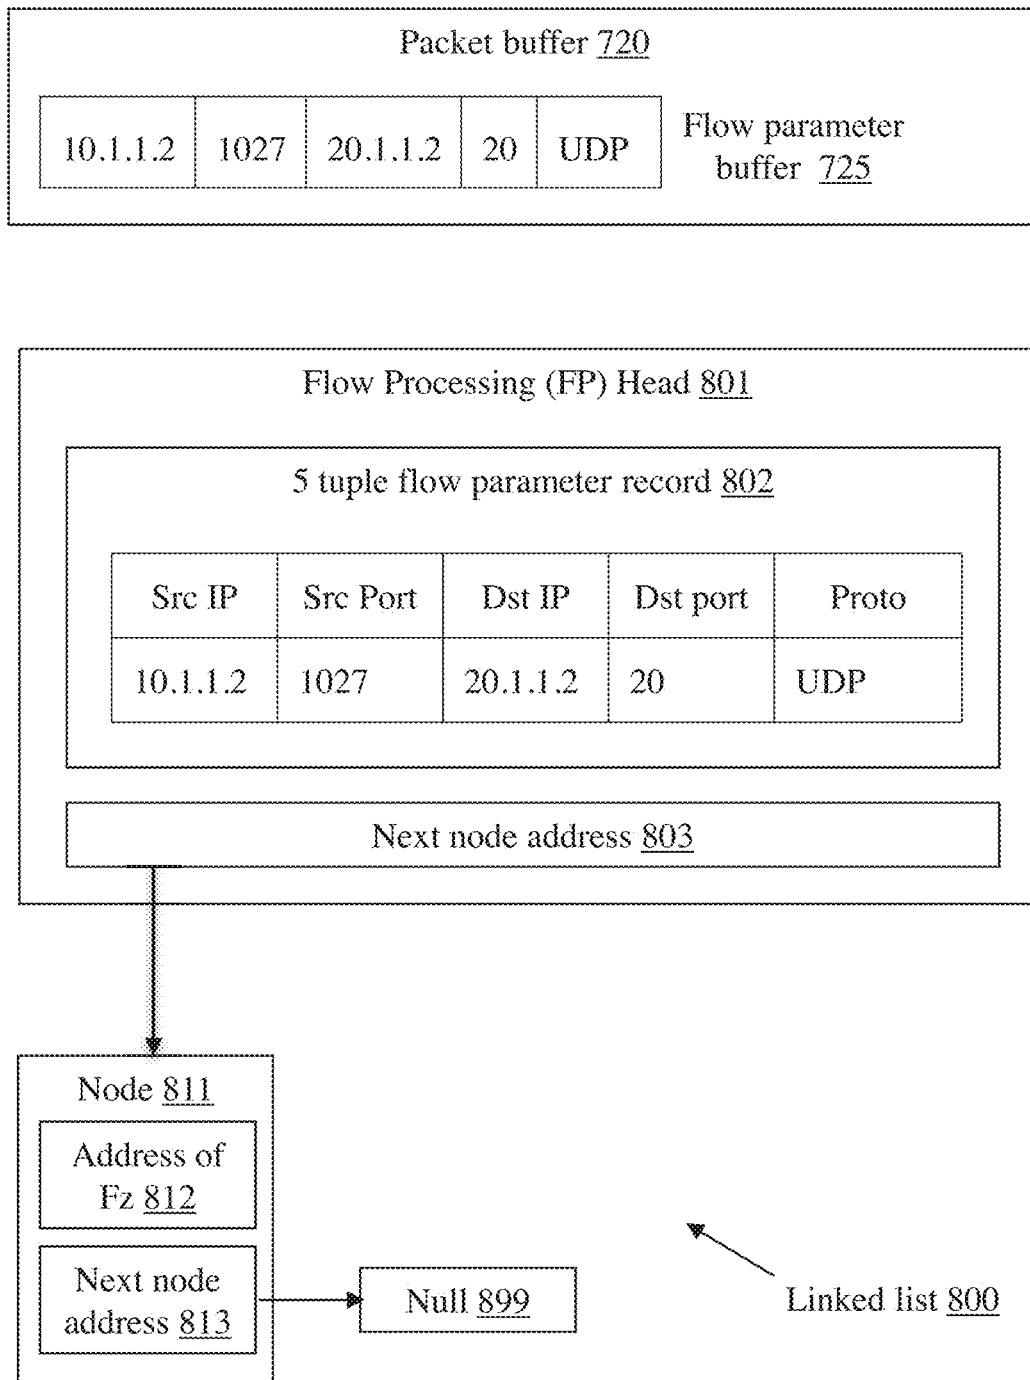 Packet buffer 720
10.1.1.2 1027 20.1.1.2 20 UDP
Flow parameter
buffer 725
Flow Processing (FP) Head 801
5 tuple flow parameter record 802
Src IP Src Port Dst IP Dst port Proto
10.1.1.2 1027 20.1.1.2 20 UDP
Next node address 803
Node 811
Address of
Fz 812
Next node
address 813
Null 899
Linked list 800